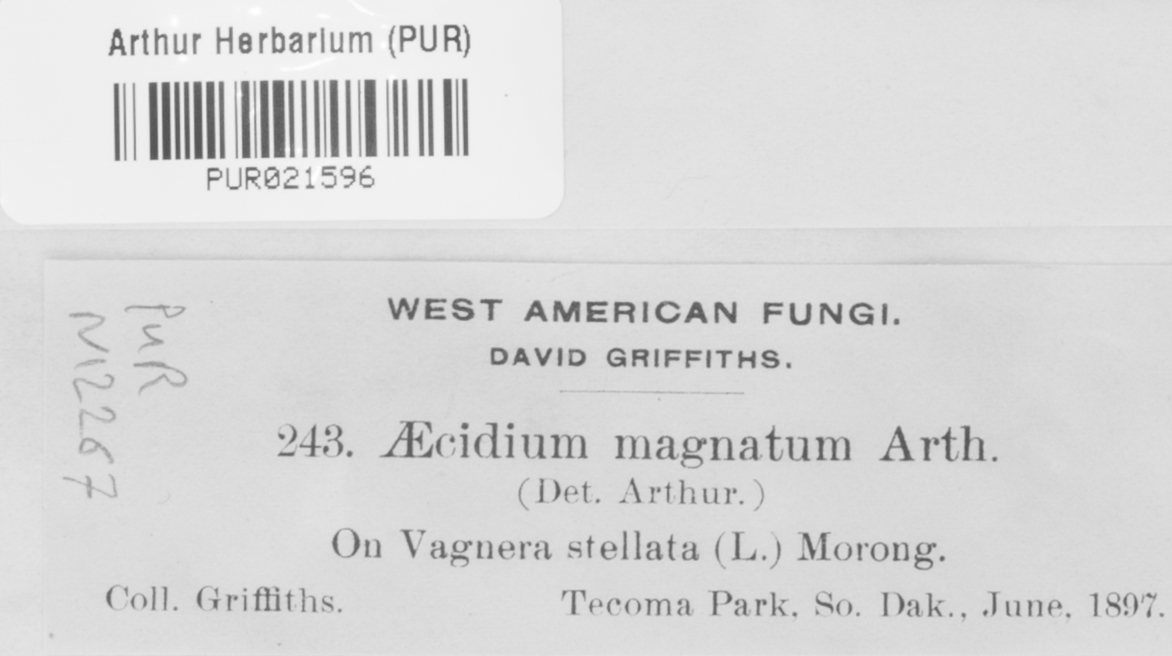 Arthur Herbarium (PUR)
PUR021596
PUR
N12267
WEST AMERICAN FUNGI.
DAVID GRIFFITHS.
243. Æcidium magnatum Arth.
(Det. Arthur.)
On Vagnera stellata (L.) Morong.
Coll. Griffiths. Tecoma Park, So. Dak., June, 1897.